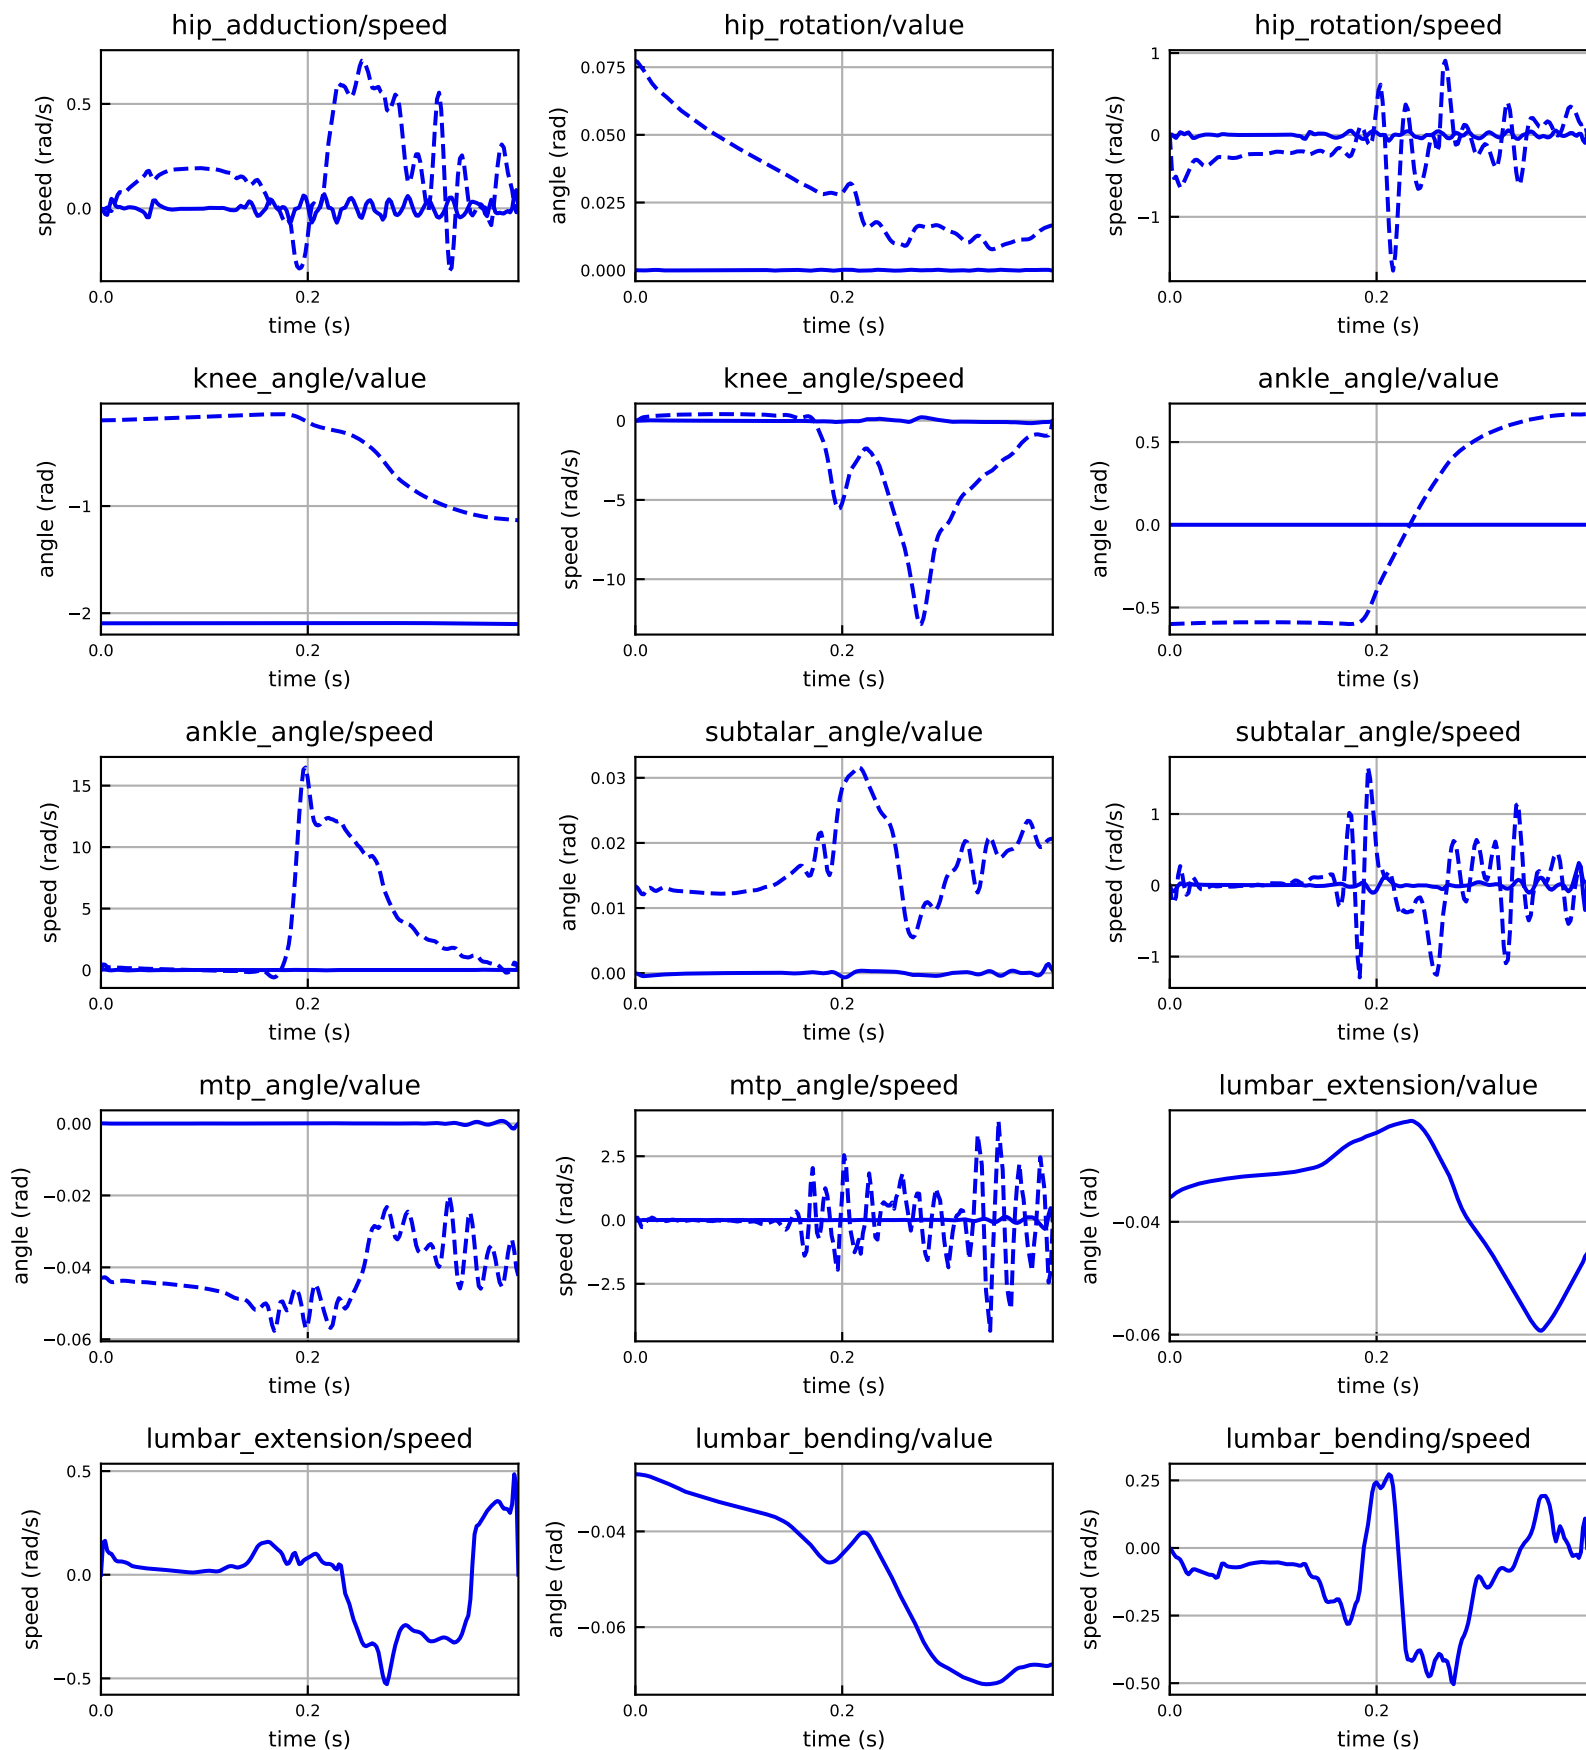 hip_adduction/speed
speed (rad/s)
0.5
0.0
0.0
0.2
time (s)
hip_rotation/value
angle (rad)
0.075
0.050
0.025
0.000
0.0
0.2
time (s)
hip_rotation/speed
speed (rad/s)
1
0
−1
0.0
0.2
time (s)
knee_angle/value
angle (rad)
−1
−2
0.0
0.2
time (s)
knee_angle/speed
speed (rad/s)
0
−5
−10
0.0
0.2
time (s)
ankle_angle/value
angle (rad)
0.5
0.0
−0.5
0.0
0.2
time (s)
ankle_angle/speed
speed (rad/s)
15
10
5
0
0.0
0.2
time (s)
subtalar_angle/value
angle (rad)
0.03
0.02
0.01
0.00
0.0
0.2
time (s)
subtalar_angle/speed
speed (rad/s)
1
0
−1
0.0
0.2
time (s)
mtp_angle/value
angle (rad)
0.00
−0.02
−0.04
−0.06
0.0
0.2
time (s)
mtp_angle/speed
speed (rad/s)
2.5
0.0
−2.5
0.0
0.2
time (s)
lumbar_extension/value
angle (rad)
−0.04
−0.06
0.0
0.2
time (s)
lumbar_extension/speed
speed (rad/s)
0.5
0.0
−0.5
0.0
0.2
time (s)
lumbar_bending/value
angle (rad)
−0.04
−0.06
0.0
0.2
time (s)
lumbar_bending/speed
speed (rad/s)
0.25
0.00
−0.25
−0.50
0.0
0.2
time (s)